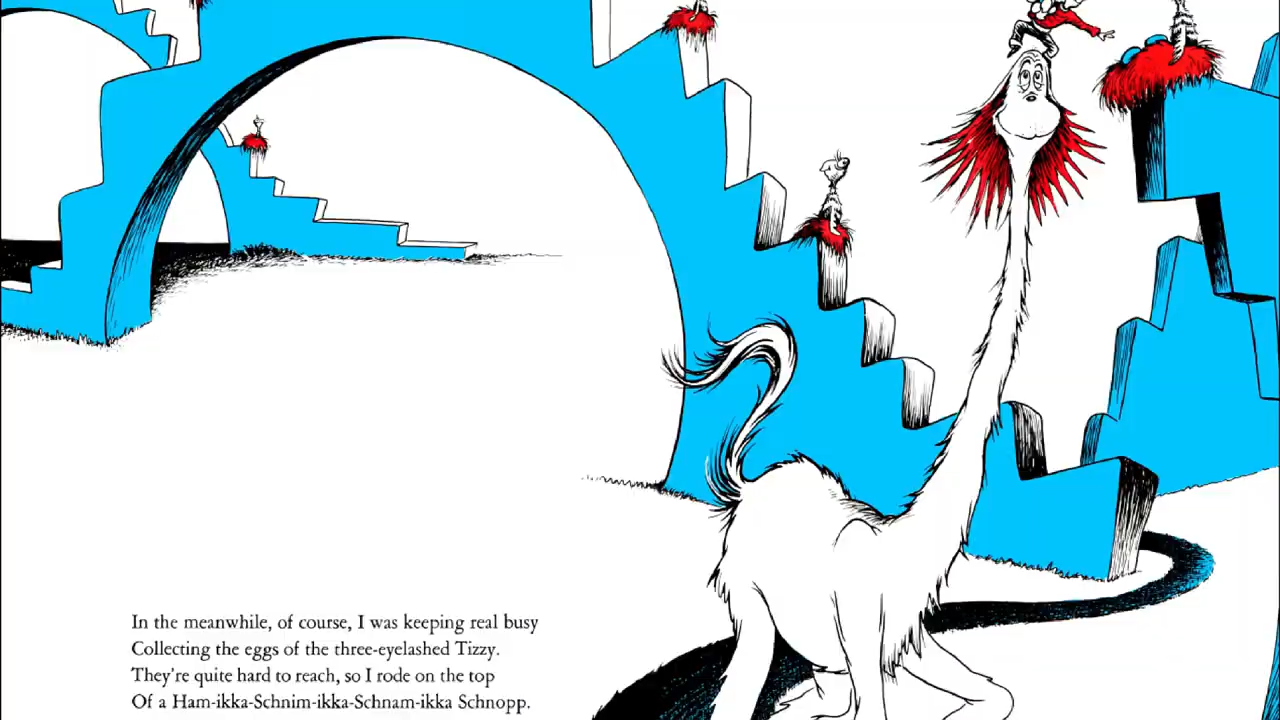 In the meanwhile, of course, I was keeping real busy
Collecting the eggs of the three-eyelashed Tizzy.
They're quite hard to reach, so I rode on the top
Of a Ham-ikka-Schnim-ikka-Schnam-ikka Schnopp.